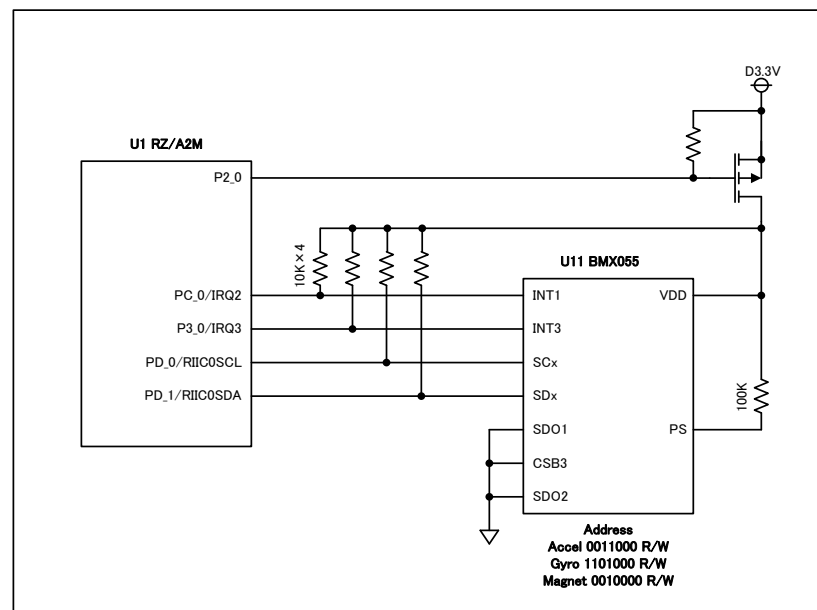 D3.3V
U1 RZ/A2M
P2_0
10K×4
U11 BMX055
PC_0/IRQ2
INT1
VDD
P3_0/IRQ3
INT3
PD_0/RIIC0SCL
SCx
PD_1/RIIC0SDA
SDx
100K
SDO1
PS
CSB3
SDO2
Address
Accel 0011000 R/W
Gyro 1101000 R/W
Magnet 0010000 R/W